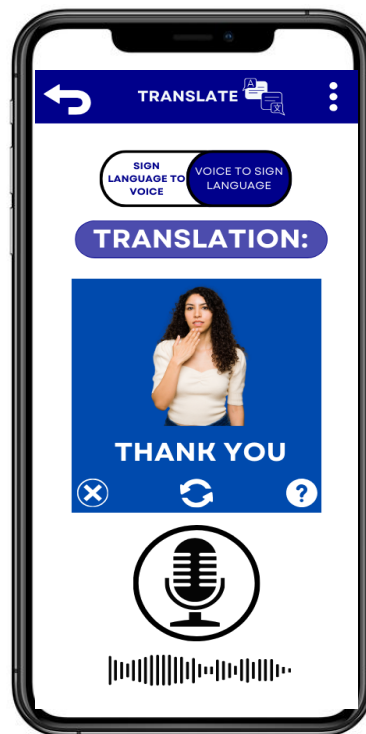 TRANSLATE
SIGN
LANGUAGE TO
VOICE
VOICE TO SIGN
LANGUAGE
TRANSLATION:
THANK YOU